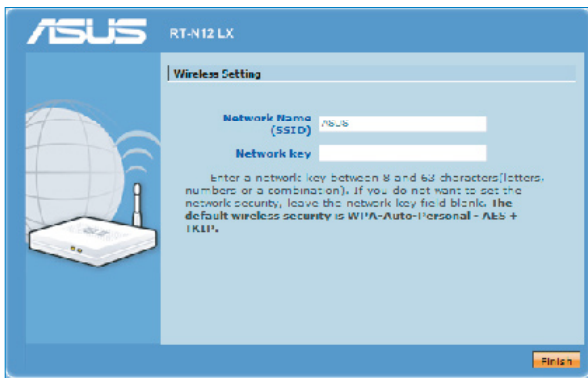 ASUS
RT-N12 LX
Wireless Setting
Network Name
(SSID)
ASUS
Network key
Enter a network key between 8 and 63 characters(letters,
numbers or a combination). If you do not want to set the
network security, leave the network key field blank. The
default wireless security is WPA-Auto-Personal - AES +
TKIP.
Finish